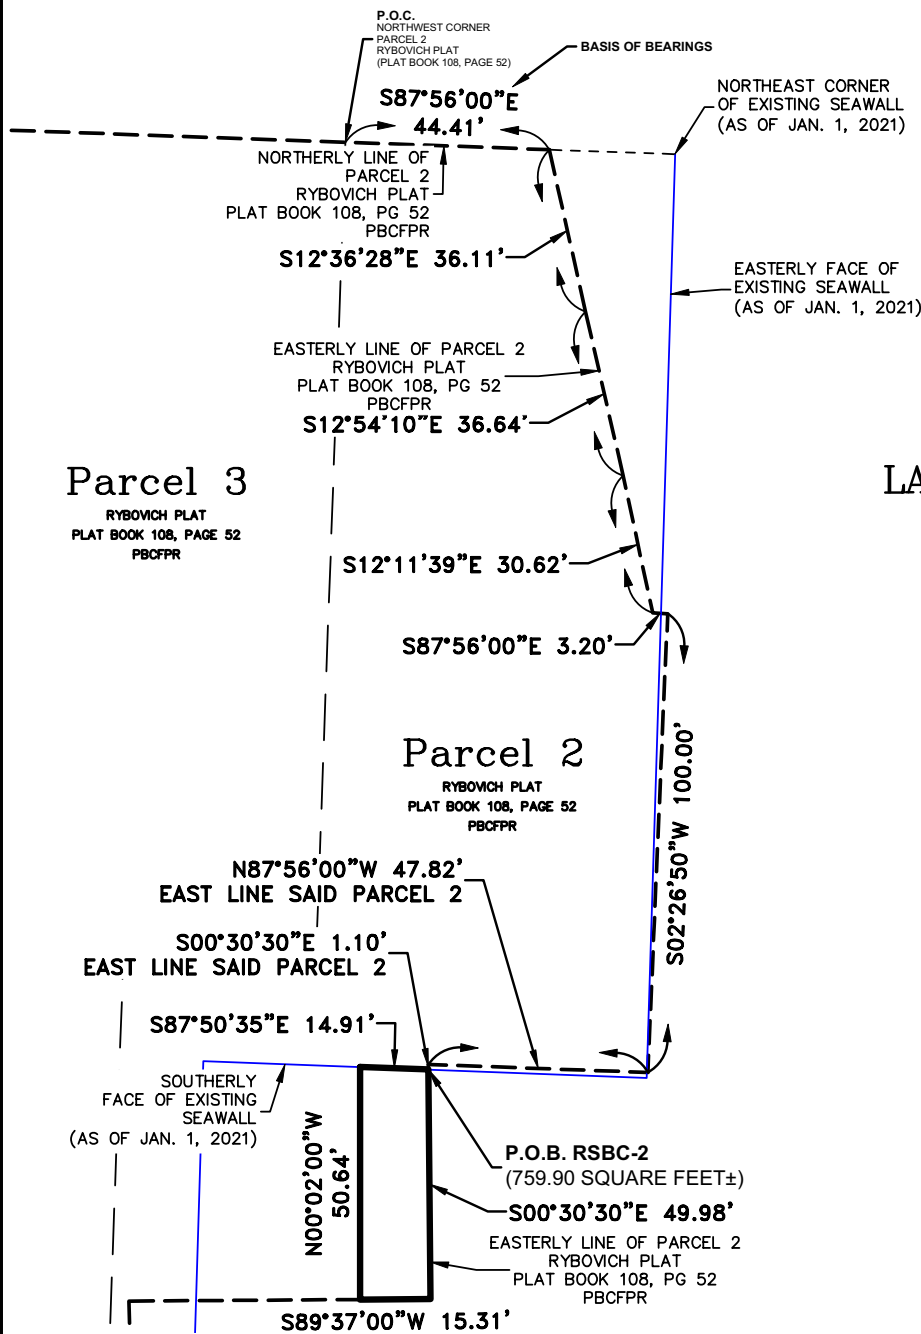 P.O.C.
NORTHWEST CORNER
PARCEL 2
RYBOVICH PLAT
(PLAT BOOK 108, PAGE 52)
BASIS OF BEARINGS
S87°56'00"E
44.41'
NORTHEAST CORNER
OF EXISTING SEAWALL
(AS OF JAN. 1, 2021)
NORTHERLY LINE OF
PARCEL 2
RYBOVICH PLAT
PLAT BOOK 108, PG 52
PBCFPR
S12°36'28"E 36.11'
EASTERLY FACE OF
EXISTING SEAWALL
(AS OF JAN. 1, 2021)
EASTERLY LINE OF PARCEL 2
RYBOVICH PLAT
PLAT BOOK 108, PG 52
PBCFPR
S12°54'10"E 36.64'
Parcel 3
RYBOVICH PLAT
PLAT BOOK 108, PAGE 52
PBCFPR
LA
S12°11'39"E 30.62'
S87°56'00"E 3.20'
Parcel 2
RYBOVICH PLAT
PLAT BOOK 108, PAGE 52
PBCFPR
S02°26'50"W 100.00'
N87°56'00"W 47.82'
EAST LINE SAID PARCEL 2
S00°30'30"E 1.10'
EAST LINE SAID PARCEL 2
S87°50'35"E 14.91'
SOUTHERLY
FACE OF EXISTING
SEAWALL
(AS OF JAN. 1, 2021)
N00°02'00"W
50.64'
P.O.B. RSBC-2
(759.90 SQUARE FEET±)
S00°30'30"E 49.98'
EASTERLY LINE OF PARCEL 2
RYBOVICH PLAT
PLAT BOOK 108, PG 52
PBCFPR
S89°37'00"W 15.31'